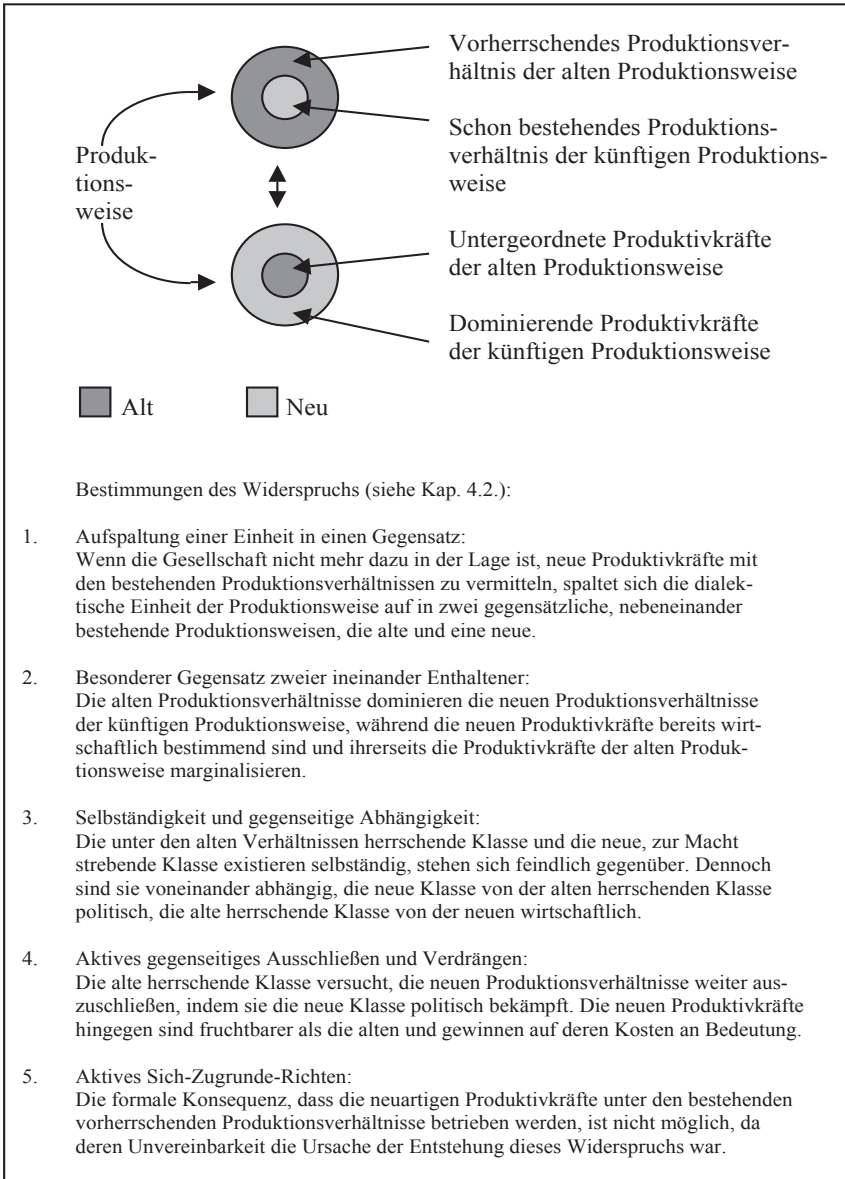 Vorherrschendes Produktionsver-
hältnis der alten Produktionsweise
Schon bestehendes Produktions-
verhältnis der künftigen Produktions-
weise
Produk-
tions-
weise
Untergeordnete Produktivkräfte
der alten Produktionsweise
Dominierende Produktivkräfte
der künftigen Produktionsweise
Alt Neu
Bestimmungen des Widerspruchs (siehe Kap. 4.2.):
1. Aufspaltung einer Einheit in einen Gegensatz:
Wenn die Gesellschaft nicht mehr dazu in der Lage ist, neue Produktivkräfte mit
den bestehenden Produktionsverhältnissen zu vermitteln, spaltet sich die dialek-
tische Einheit der Produktionsweise auf in zwei gegensätzliche, nebeneinander
bestehende Produktionsweisen, die alte und eine neue.
2. Besonderer Gegensatz zweier ineinander Enthaltener:
Die alten Produktionsverhältnisse dominieren die neuen Produktionsverhältnisse
der künftigen Produktionsweise, während die neuen Produktivkräfte bereits wirt-
schaftlich bestimmend sind und ihrerseits die Produktivkräfte der alten Produk-
tionsweise marginalisieren.
3. Selbständigkeit und gegenseitige Abhängigkeit:
Die unter den alten Verhältnissen herrschende Klasse und die neue, zur Macht
strebende Klasse existieren selbständig, stehen sich feindlich gegenüber. Dennoch
sind sie voneinander abhängig, die neue Klasse von der alten herrschenden Klasse
politisch, die alte herrschende Klasse von der neuen wirtschaftlich.
4. Aktives gegenseitiges Ausschließen und Verdrängen:
Die alte herrschende Klasse versucht, die neuen Produktionsverhältnisse weiter aus-
zuschließen, indem sie die neue Klasse politisch bekämpft. Die neuen Produktivkräfte
hingegen sind fruchtbarer als die alten und gewinnen auf deren Kosten an Bedeutung.
5. Aktives Sich-Zugrunde-Richten:
Die formale Konsequenz, dass die neuartigen Produktivkräfte unter den bestehenden
vorherrschenden Produktionsverhältnisse betrieben werden, ist nicht möglich, da
deren Unvereinbarkeit die Ursache der Entstehung dieses Widerspruchs war.